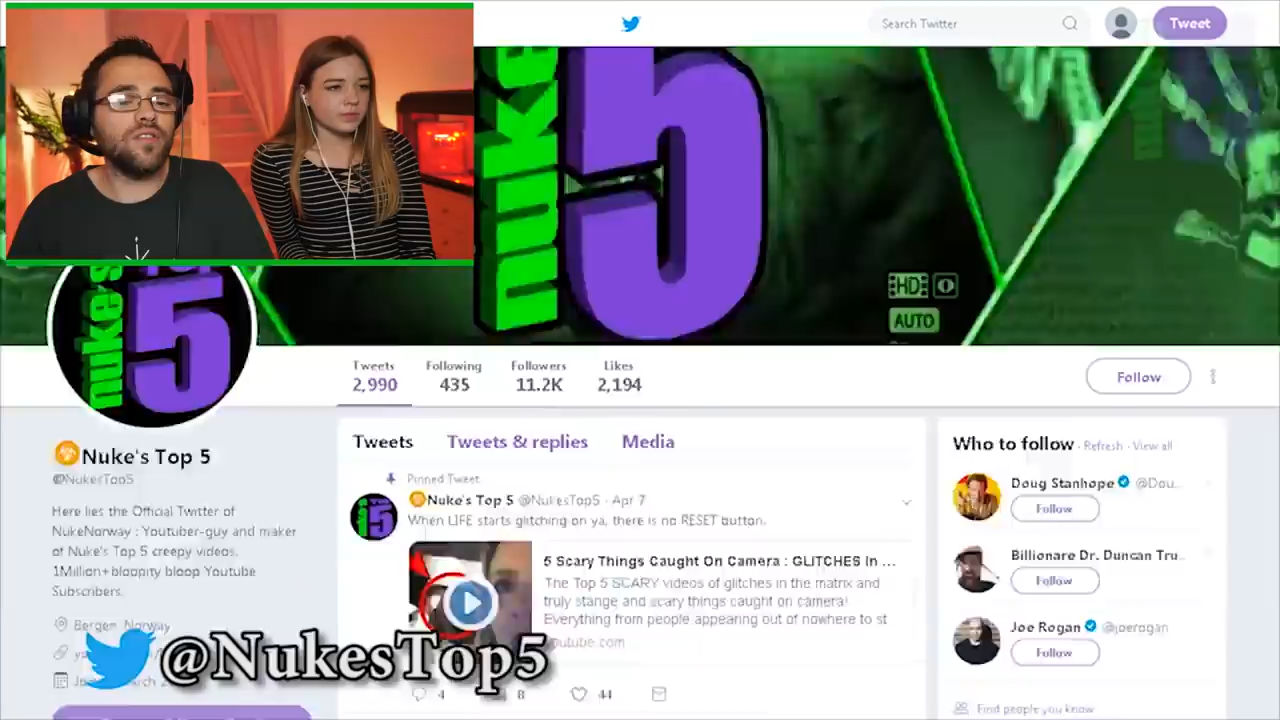 Search Twitter
Tweet
nuke
5
HD
AUTO
nuke's
TOP
5
Tweets
2,990
Following
435
Followers
11.2K
Likes
2,194
Follow
Nuke's Top 5
@NukesTop5
Here lies the Official Twitter of
NukeNorway : Youtuber-guy and maker
of Nuke's Top 5 creepy videos.
1Million+bloppity bloop Youtube
Subscribers.
Bergen, Norway
Tweets
Tweets & replies
Media
Pinned Tweet
Nuke's Top 5 @NukesTop5 · Apr 7
When LIFE starts glitching on ya, there is no RESET button.
5 Scary Things Caught On Camera : GLITCHES In ...
The Top 5 SCARY videos of glitches in the matrix and
truly stange and scary things caught on camera!
Everything from people appearing out of nowhere to st
outube.com
4
8
44
@NukesTop5
Who to follow · Refresh · View all
Doug Stanhope @Dou...
Follow
Billionare Dr. Duncan Tru...
Follow
Joe Rogan @joerogan
Follow
Find people you know